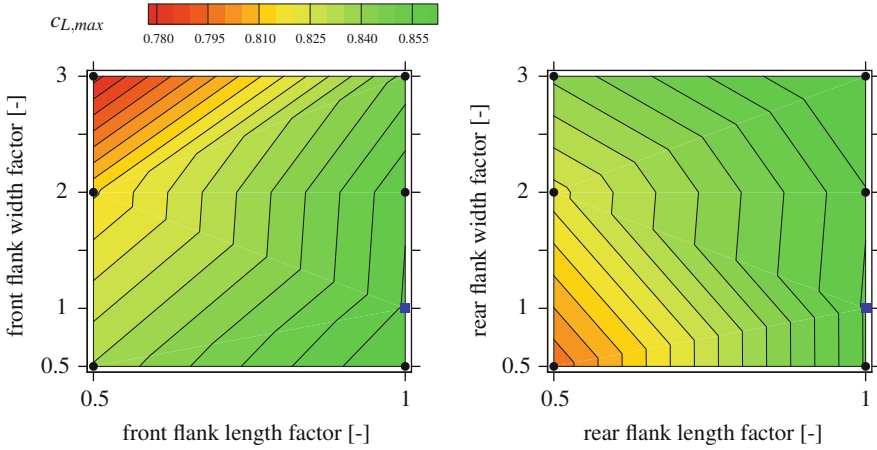 c_L,max
0.780 0.795 0.810 0.825 0.840 0.855
front flank width factor [-]
3
2
1
0.5
0.5 1
front flank length factor [-]
rear flank width factor [-]
3
2
1
0.5
0.5 1
rear flank length factor [-]